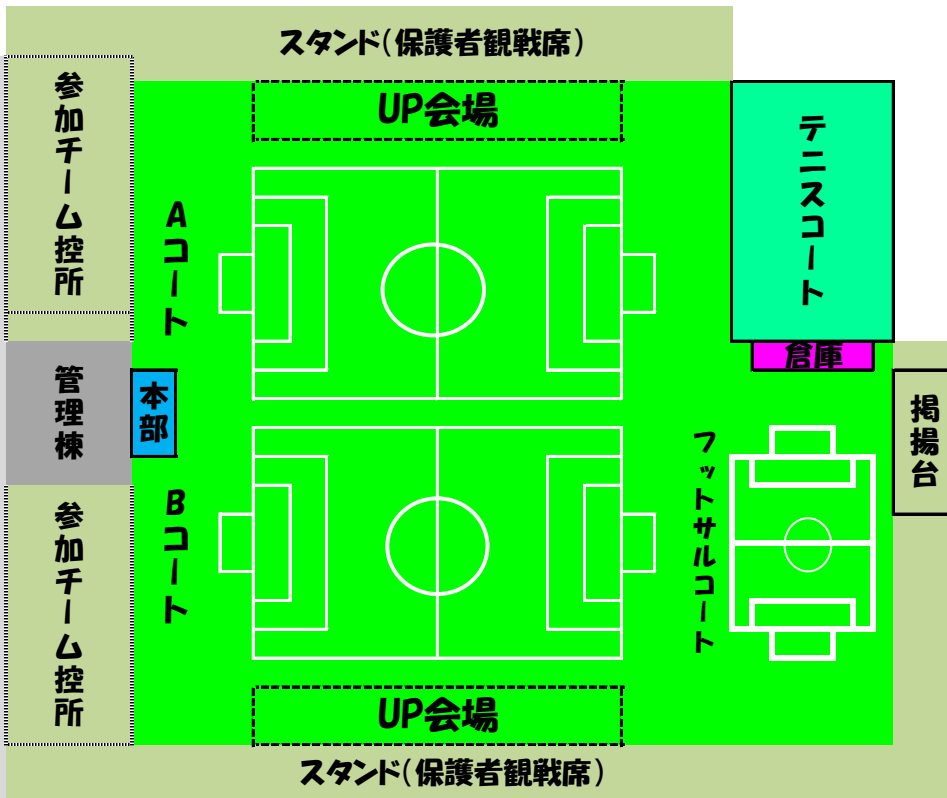 スタンド(保護者観戦席)
参加チーム控所
UP会場
テニスコート
Aコート
倉庫
管理棟
本部
掲揚台
フットサルコート
Bコート
参加チーム控所
UP会場
スタンド(保護者観戦席)